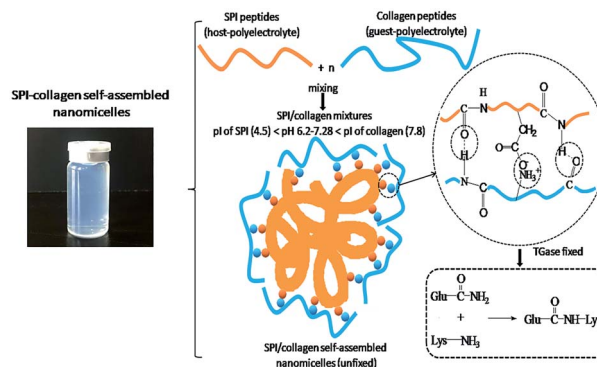 SPI-collagen self-assembled
nanomicelles
SPI peptides
(host-polyelectrolyte)
Collagen peptides
(guest-polyelectrolyte)
+ n
mixing
SPI/collagen mixtures
pI of SPI (4.5) < pH 6.2-7.28 < pI of collagen (7.8)
SPI/collagen self-assembled
nanomicelles (unfixed)
H
O
C
N
O
C
N
CH2
C
O
O
NH3+
H
O
C
H
N
C
O
TGase fixed
O
Glu-C-NH2
+
Lys-NH3
O
Glu-C-NH-Ly